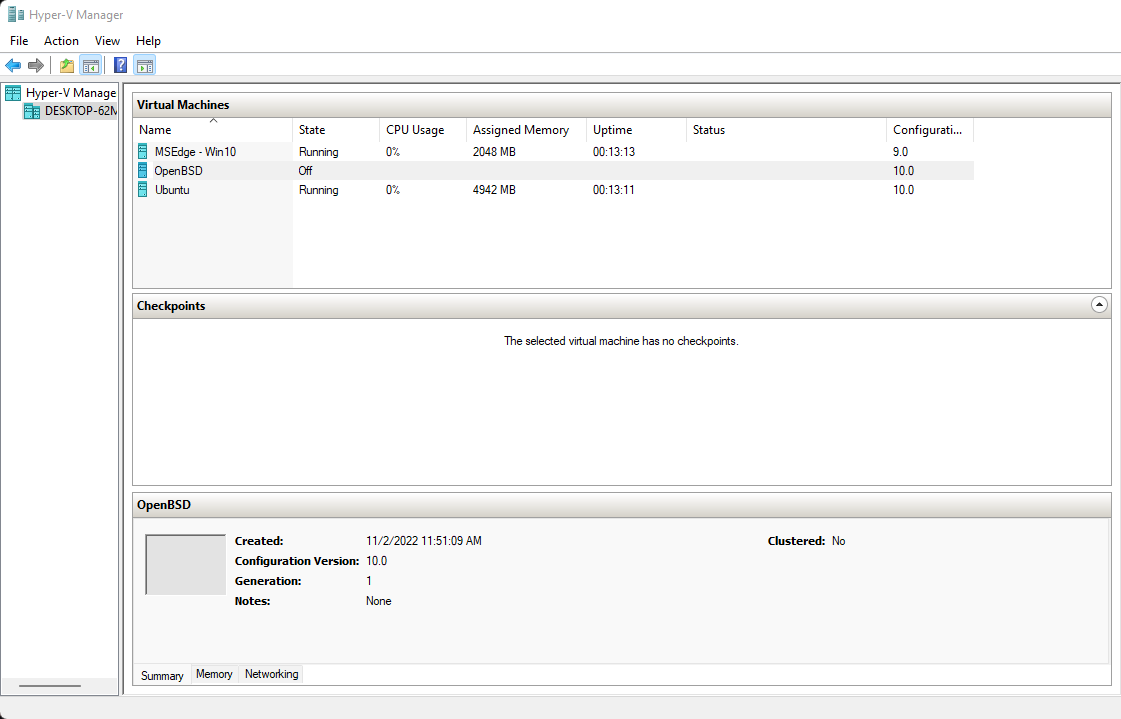 Hyper-V Manager
File Action View Help
Hyper-V Manage
DESKTOP-62M
Virtual Machines
Name State CPU Usage Assigned Memory Uptime Status Configurati...
MSEdge - Win10 Running 0% 2048 MB 00:13:13 9.0
OpenBSD Off 10.0
Ubuntu Running 0% 4942 MB 00:13:11 10.0
Checkpoints
The selected virtual machine has no checkpoints.
OpenBSD
Created: 11/2/2022 11:51:09 AM Clustered: No
Configuration Version: 10.0
Generation: 1
Notes: None
Summary Memory Networking